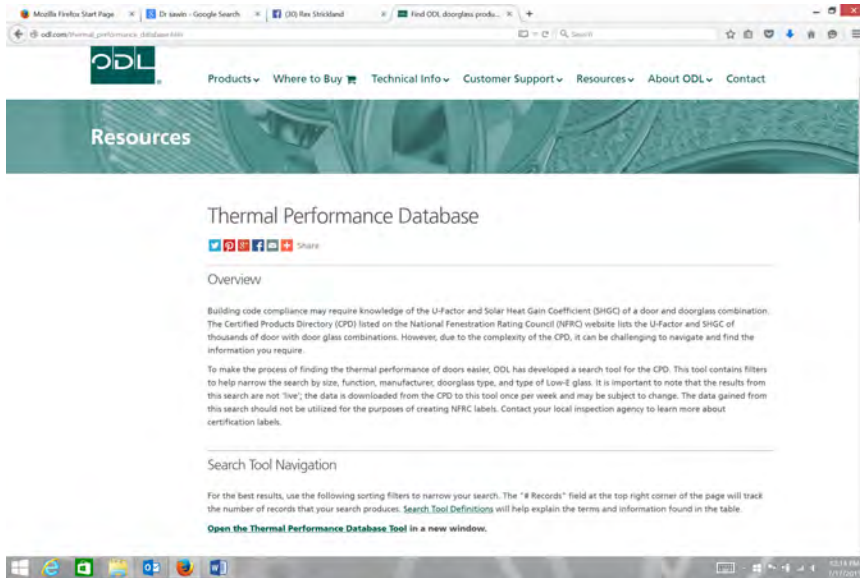 Mozilla Firefox Start Page
Dr sawin - Google Search
(30) Rex Strickland
Find ODL doorglass produ...
odl.com/thermal_performance_database.htm
Search
ODL
Products Where to Buy Technical Info Customer Support Resources About ODL Contact
Resources
Thermal Performance Database
Share
Overview
Building code compliance may require knowledge of the U-Factor and Solar Heat Gain Coefficient (SHGC) of a door and doorglass combination.
The Certified Products Directory (CPD) listed on the National Fenestration Rating Council (NFRC) website lists the U-Factor and SHGC of
thousands of door with door glass combinations. However, due to the complexity of the CPD, it can be challenging to navigate and find the
information you require.
To make the process of finding the thermal performance of doors easier, ODL has developed a search tool for the CPD. This tool contains filters
to help narrow the search by size, function, manufacturer, doorglass type, and type of Low-E glass. It is important to note that the results from
this search are not 'live'; the data is downloaded from the CPD to this tool once per week and may be subject to change. The data gained from
this search should not be utilized for the purposes of creating NFRC labels. Contact your local inspection agency to learn more about
certification labels.
Search Tool Navigation
For the best results, use the following sorting filters to narrow your search. The "# Records" field at the top right corner of the page will track
the number of records that your search produces. Search Tool Definitions will help explain the terms and information found in the table.
Open the Thermal Performance Database Tool in a new window.